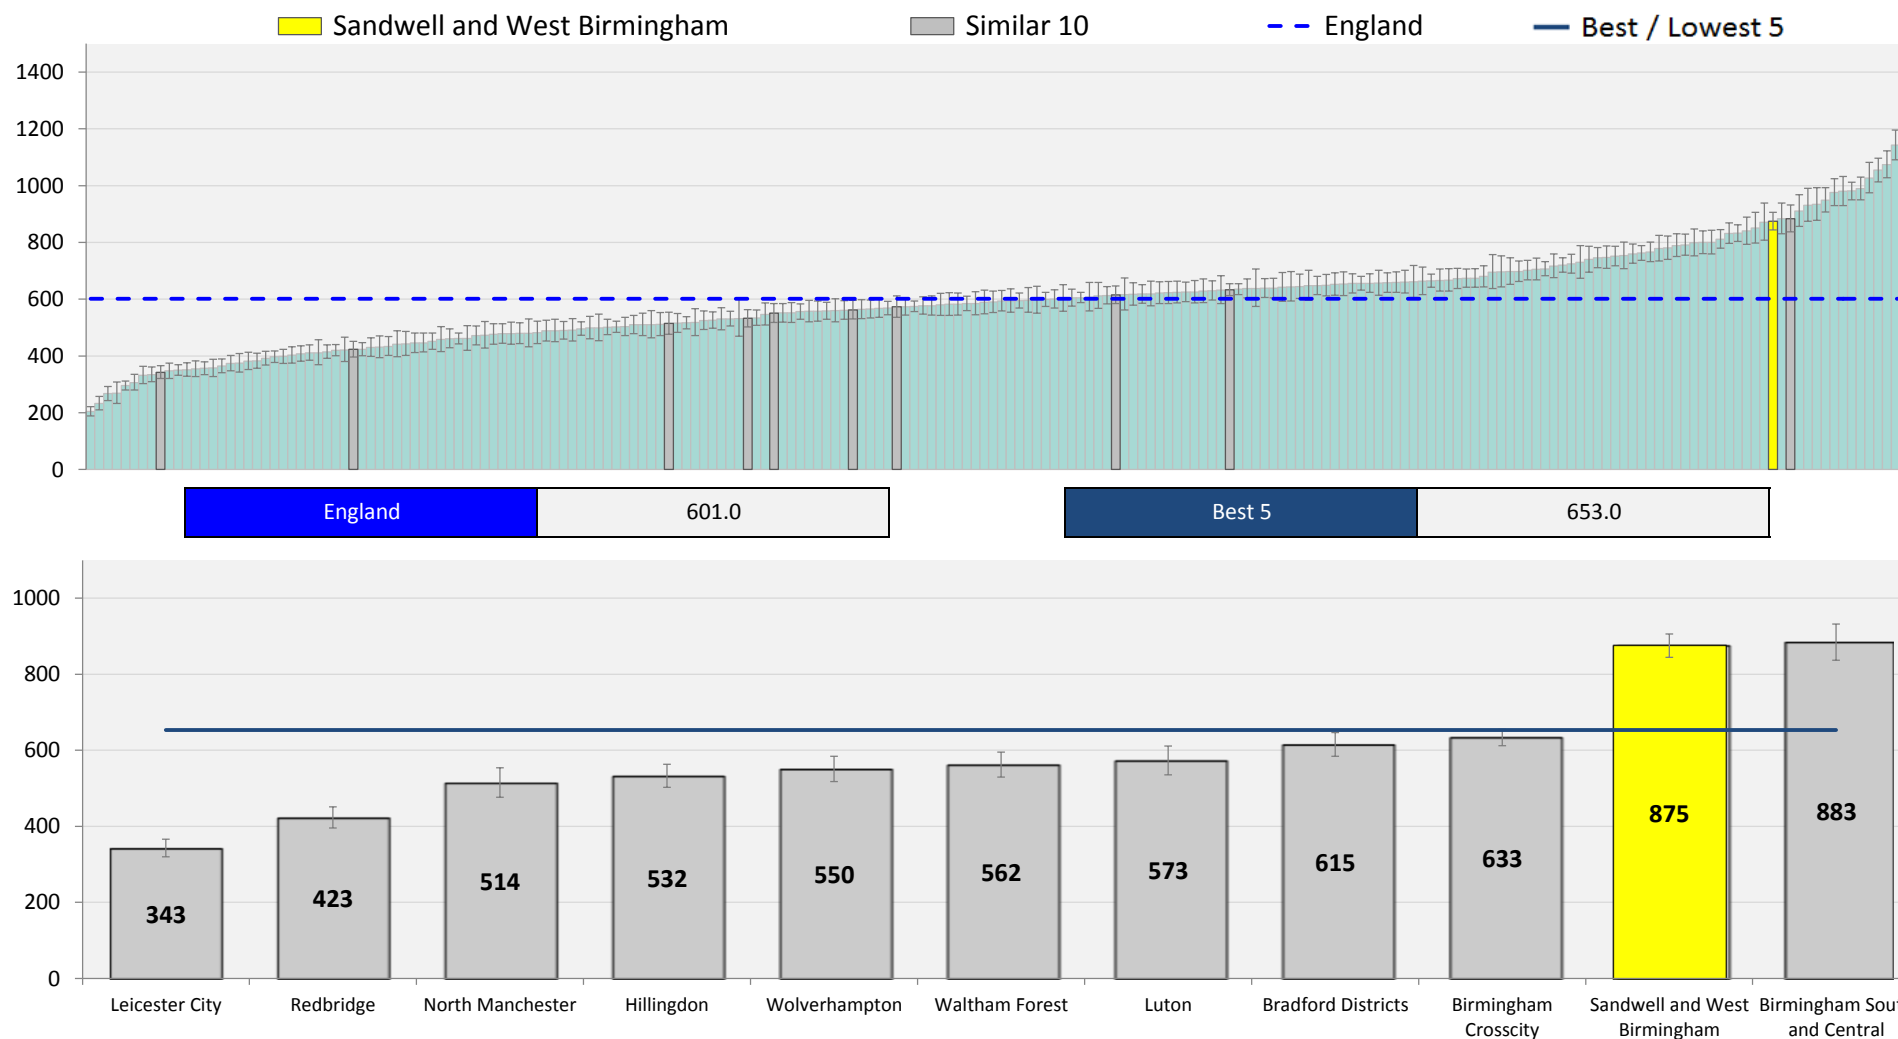 Sandwell and West Birmingham
Similar 10
England
Best / Lowest 5
1400
1200
1000
800
600
400
200
0
England
601.0
Best 5
653.0
1000
800
600
400
200
0
343
423
514
532
550
562
573
615
633
875
883
Leicester City
Redbridge
North Manchester
Hillingdon
Wolverhampton
Waltham Forest
Luton
Bradford Districts
Birmingham
Crosscity
Sandwell and West
Birmingham
Birmingham Sout
and Central